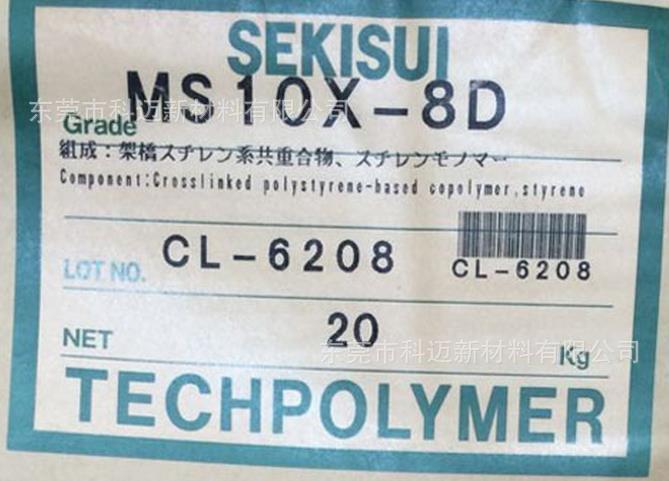 SEKISUI
MS10X-8D
东莞市科迈新材料有限公司
Grade
組成：架橋スチレン系共重合物、スチレンモノマー
Component:Crosslinked polystyrene-based copolymer,styrene
LOT NO. CL-6208
CL-6208
NET 20 Kg
东莞市科迈新材料有限公司
TECHPOLYMER